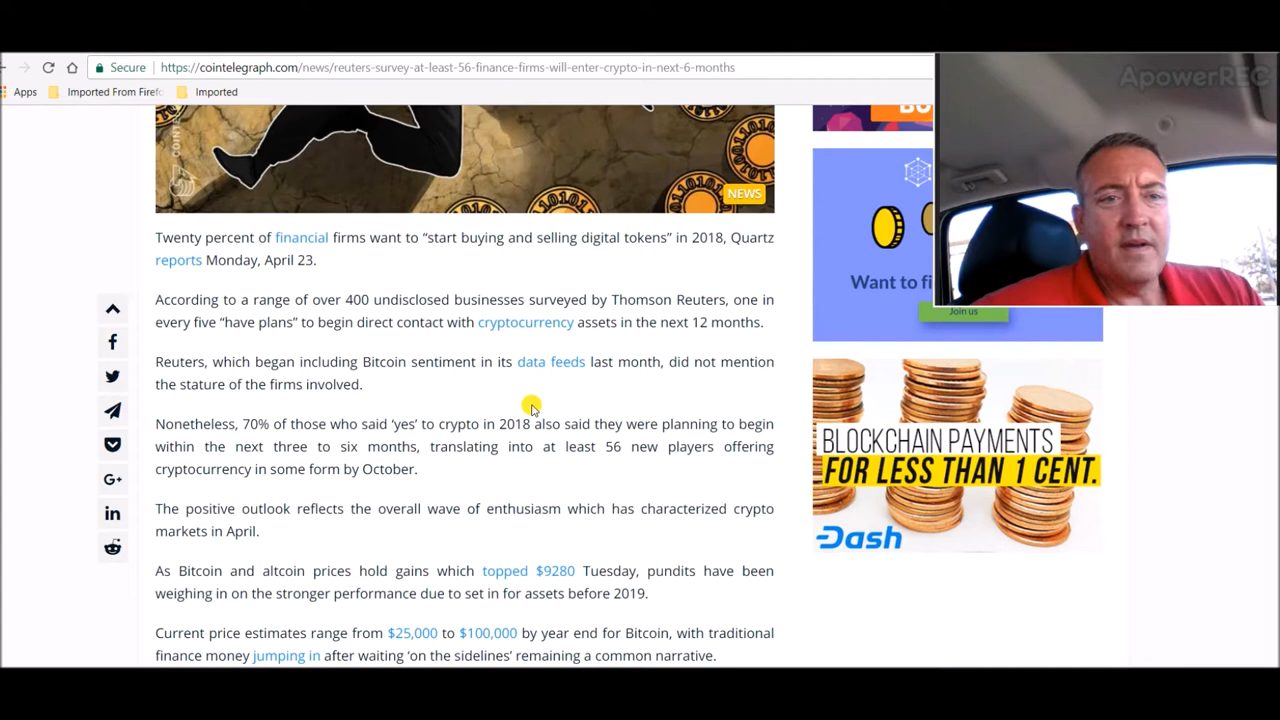 Secure
https://cointelegraph.com/news/reuters-survey-at-least-56-finance-firms-will-enter-crypto-in-next-6-months
ApowerREC
Apps
Imported From Firefo
Imported
NEWS
Twenty percent of financial firms want to “start buying and selling digital tokens” in 2018, Quartz
reports Monday, April 23.
According to a range of over 400 undisclosed businesses surveyed by Thomson Reuters, one in
every five “have plans” to begin direct contact with cryptocurrency assets in the next 12 months.
Reuters, which began including Bitcoin sentiment in its data feeds last month, did not mention
the stature of the firms involved.
Nonetheless, 70% of those who said ‘yes’ to crypto in 2018 also said they were planning to begin
within the next three to six months, translating into at least 56 new players offering
cryptocurrency in some form by October.
The positive outlook reflects the overall wave of enthusiasm which has characterized crypto
markets in April.
As Bitcoin and altcoin prices hold gains which topped $9280 Tuesday, pundits have been
weighing in on the stronger performance due to set in for assets before 2019.
Current price estimates range from $25,000 to $100,000 by year end for Bitcoin, with traditional
finance money jumping in after waiting ‘on the sidelines’ remaining a common narrative.
G+
in
Want to fi
Join us
BLOCKCHAIN PAYMENTS
FOR LESS THAN 1 CENT.
Dash